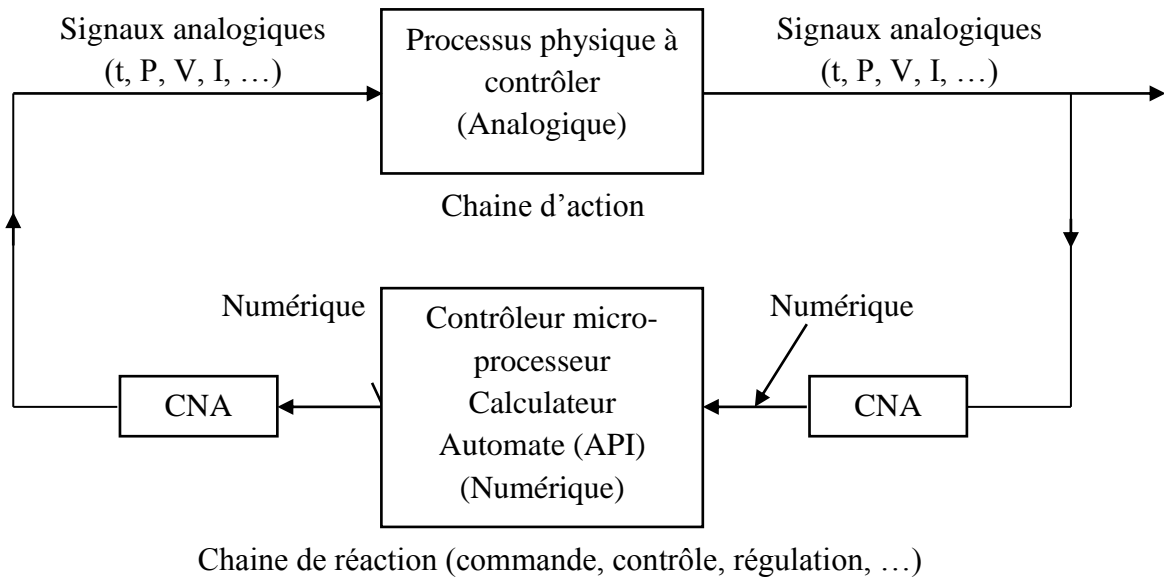 Signaux analogiques
(t, P, V, I, …)
Processus physique à
contrôler
(Analogique)
Signaux analogiques
(t, P, V, I, …)
Chaine d’action
Numérique
Contrôleur micro-
processeur
Calculateur
Automate (API)
(Numérique)
Numérique
CNA
CNA
Chaine de réaction (commande, contrôle, régulation, …)